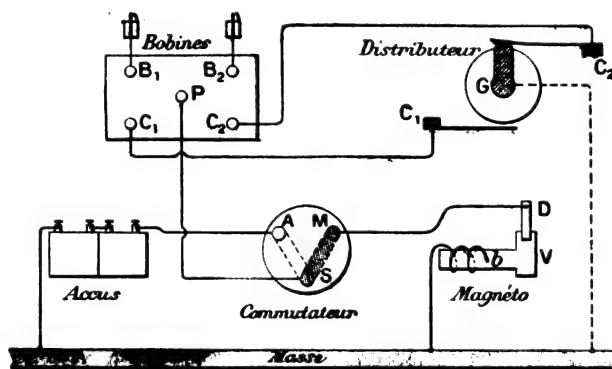 Bobines
Distributeur
B1
B2
P
C1
C2
G
C2
C1
A
M
S
D
V
b
Accus
Commutateur
Magnéto
Masse